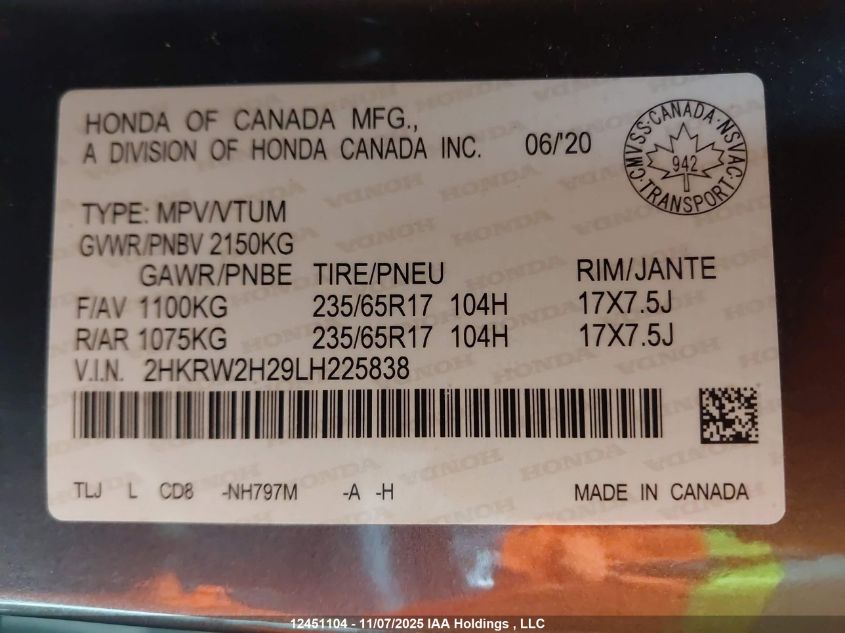 HONDA OF CANADA MFG.,
A DIVISION OF HONDA CANADA INC. 06/'20
CMVSS·CANADA·NSVAC·TRANSPORT·
942
TYPE: MPV/VTUM
GVWR/PNBV 2150KG
GAWR/PNBE TIRE/PNEU RIM/JANTE
F/AV 1100KG 235/65R17 104H 17X7.5J
R/AR 1075KG 235/65R17 104H 17X7.5J
V.I.N. 2HKRW2H29LH225838
TLJ L CD8 -NH797M -A -H MADE IN CANADA
12451104 - 11/07/2025 IAA Holdings , LLC